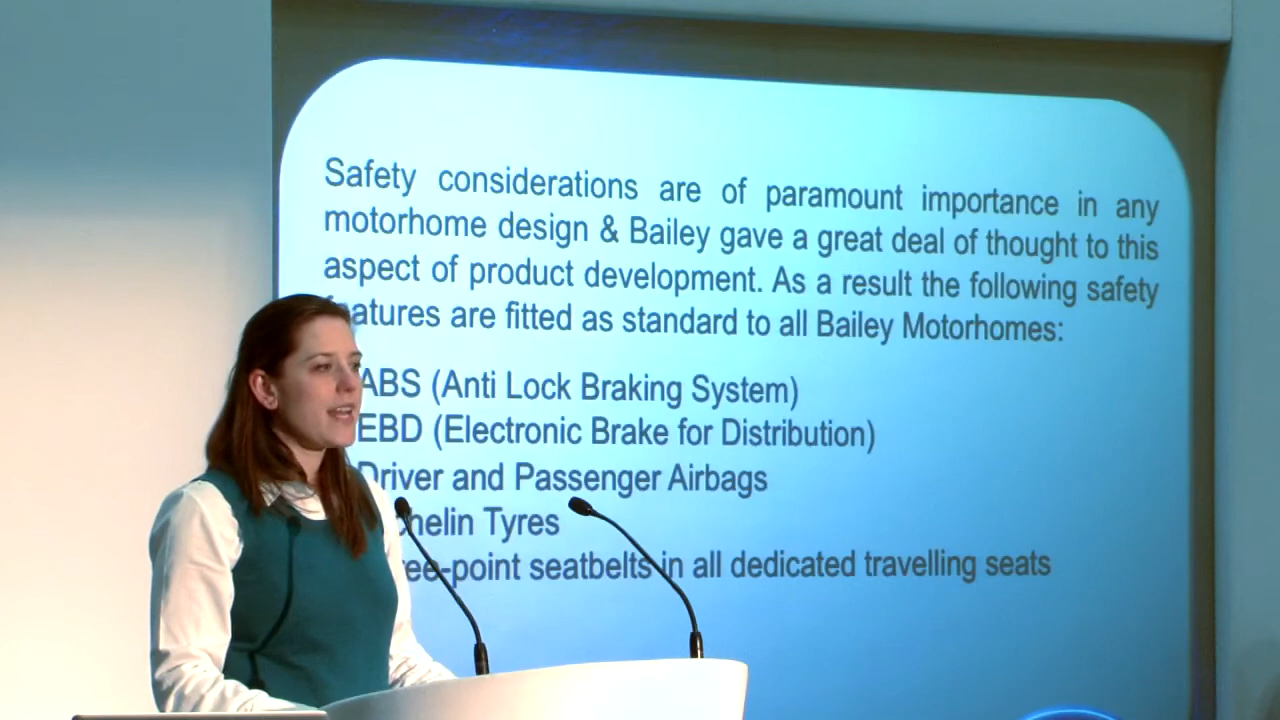 Safety considerations are of paramount importance in any
motorhome design & Bailey gave a great deal of thought to this
aspect of product development. As a result the following safety
atures are fitted as standard to all Bailey Motorhomes:
ABS (Anti Lock Braking System)
EBD (Electronic Brake for Distribution)
Driver and Passenger Airbags
chelin Tyres
ee-point seatbelts in all dedicated travelling seats